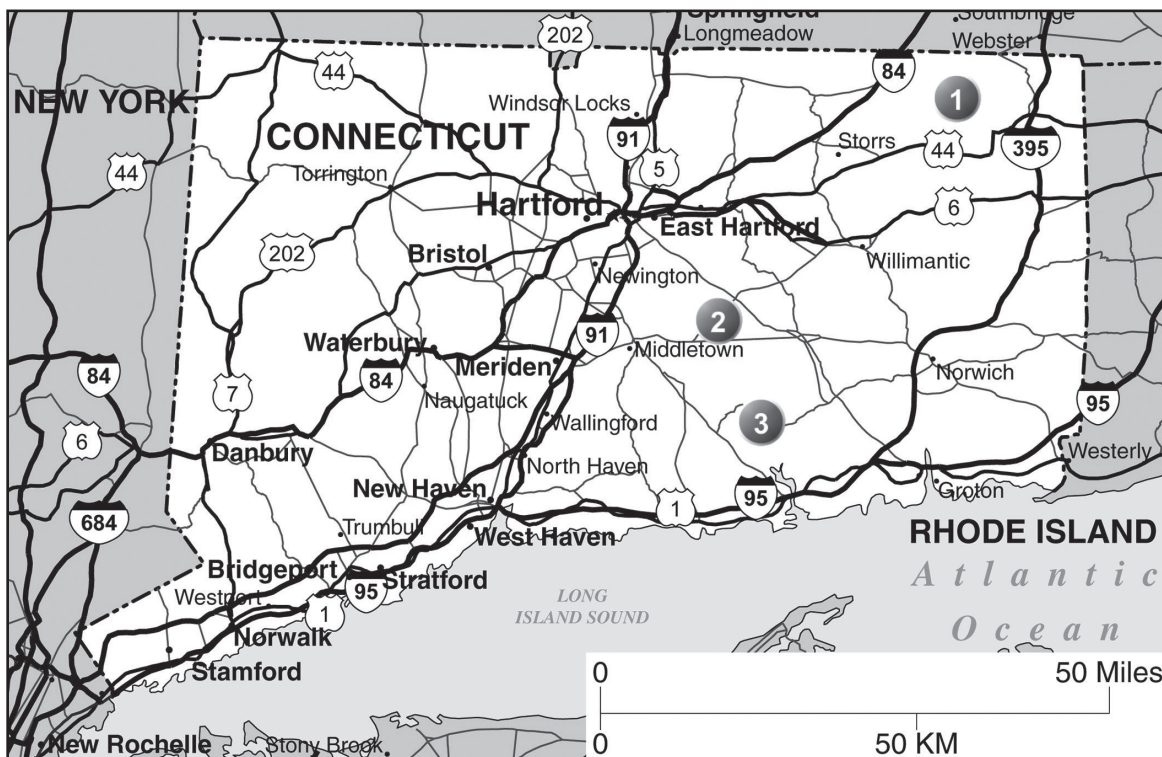 Springfield
Southbridge
202
Longmeadow
Webster
44
84
NEW YORK
Windsor Locks
1
CONNECTICUT
91
Storrs
44
395
44
Torrington
5
Hartford
6
East Hartford
202
Bristol
Newington
Willimantic
2
91
Waterbury
Middletown
84
Meriden
Norwich
84
7
Naugatuck
95
3
Wallingford
6
Danbury
North Haven
Westerly
New Haven
95
Groton
684
1
Trumbull
West Haven
RHODE ISLAND
Bridgeport
Stratford
Atlantic
95
Westport
LONG
ISLAND SOUND
1
Norwalk
Ocean
Stamford
0
50 Miles
New Rochelle
Stony Brook
0
50 KM